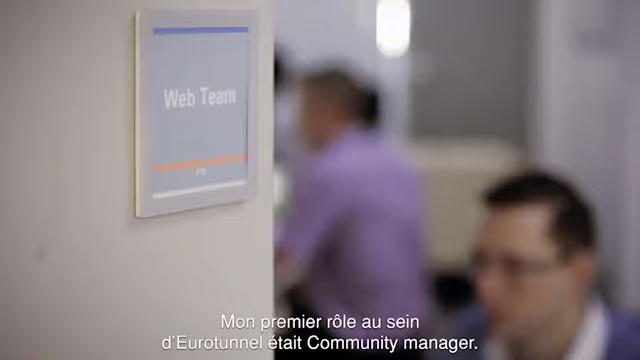 Web Team
Mon premier rôle au sein
d’Eurotunnel était Community manager.